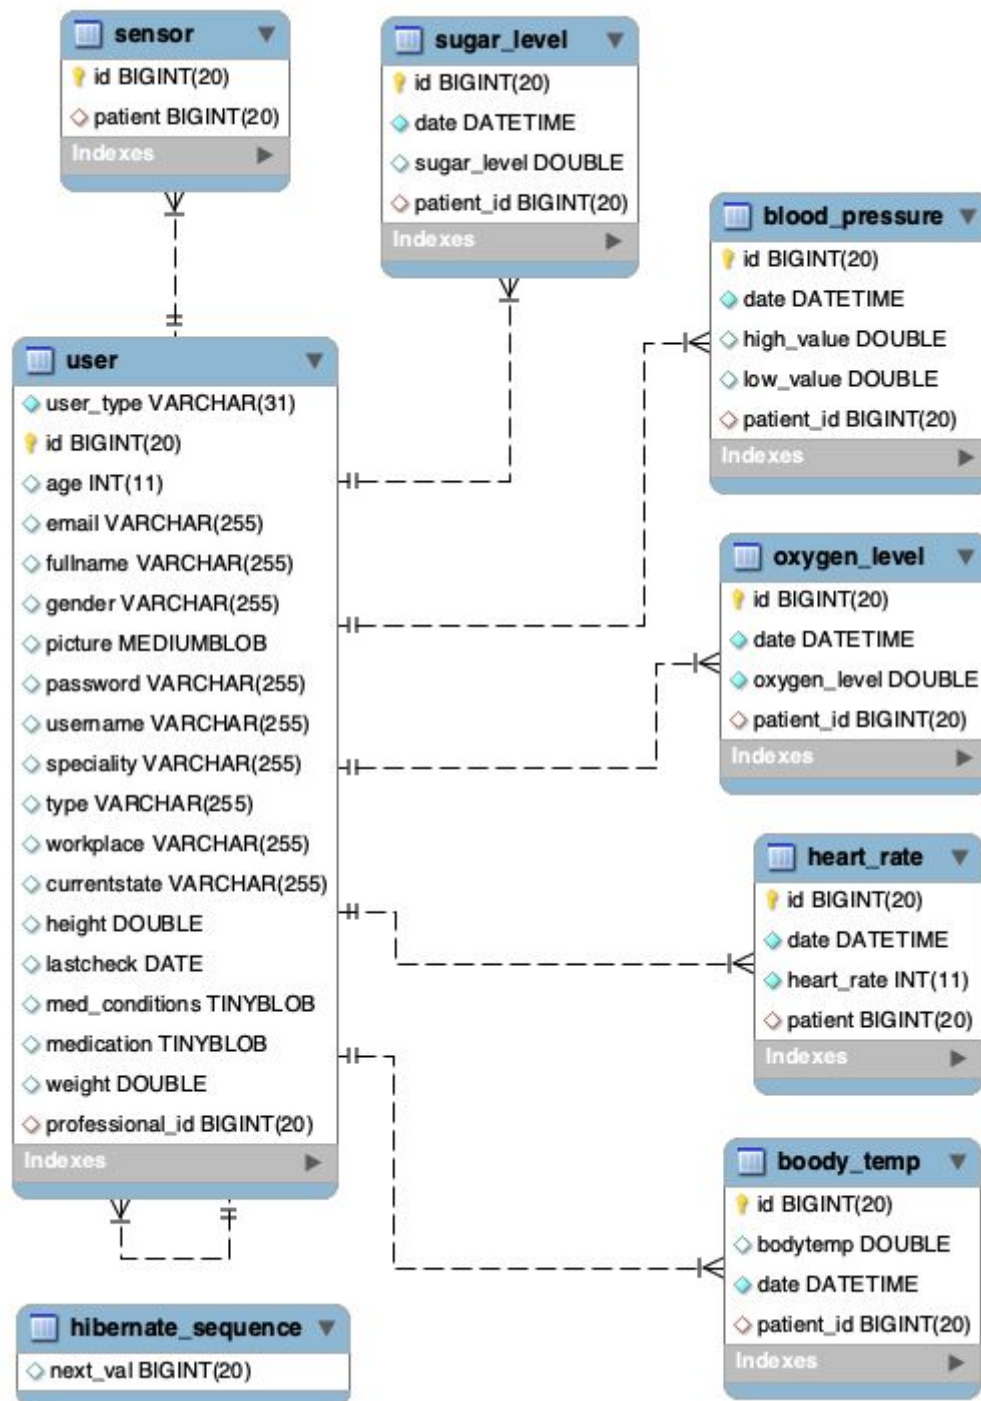 sensor
id BIGINT(20)
patient BIGINT(20)
Indexes
sugar_level
id BIGINT(20)
date DATETIME
sugar_level DOUBLE
patient_id BIGINT(20)
Indexes
blood_pressure
id BIGINT(20)
date DATETIME
high_value DOUBLE
low_value DOUBLE
patient_id BIGINT(20)
Indexes
user
user_type VARCHAR(31)
id BIGINT(20)
age INT(11)
email VARCHAR(255)
fullname VARCHAR(255)
gender VARCHAR(255)
picture MEDIUMBLOB
password VARCHAR(255)
username VARCHAR(255)
speciality VARCHAR(255)
type VARCHAR(255)
workplace VARCHAR(255)
currentstate VARCHAR(255)
height DOUBLE
lastcheck DATE
med_conditions TINYBLOB
medication TINYBLOB
weight DOUBLE
professional_id BIGINT(20)
Indexes
oxygen_level
id BIGINT(20)
date DATETIME
oxygen_level DOUBLE
patient_id BIGINT(20)
Indexes
heart_rate
id BIGINT(20)
date DATETIME
heart_rate INT(11)
patient BIGINT(20)
Indexes
boody_temp
id BIGINT(20)
bodytemp DOUBLE
date DATETIME
patient_id BIGINT(20)
Indexes
hibernate_sequence
next_val BIGINT(20)